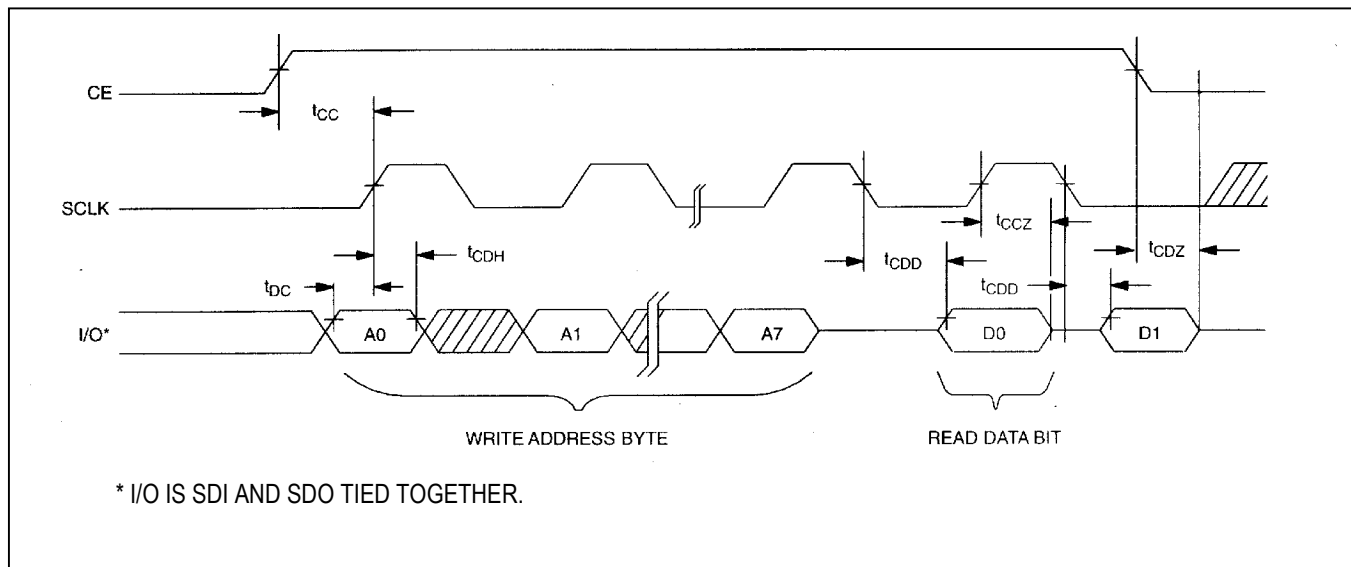 CE
tCC
SCLK
tCCZ
tCDH
tCDD
tCDZ
tDC
tCDD
I/O*
A0
A1
A7
D0
D1
WRITE ADDRESS BYTE
READ DATA BIT
* I/O IS SDI AND SDO TIED TOGETHER.